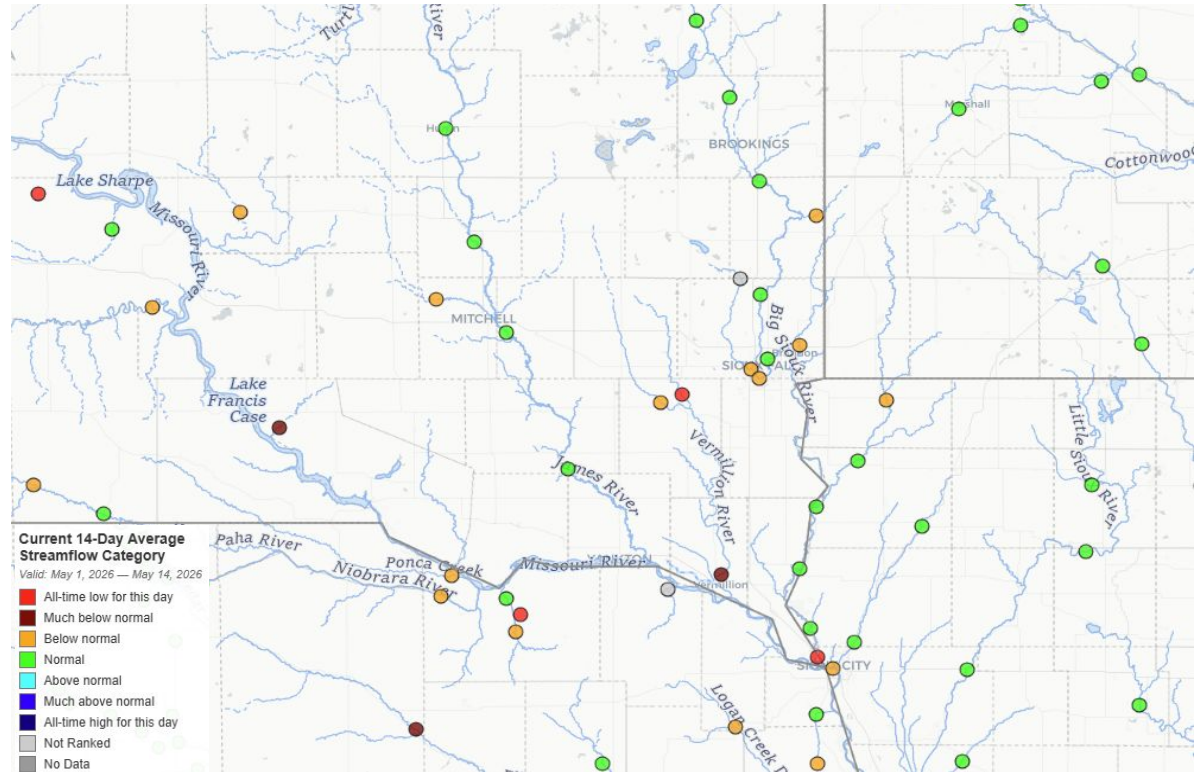 Turtl
River
Huron
Marshall
BROOKINGS
Cottonwood
Lake Sharpe
Missouri River
MITCHELL
Big Sioux River
Brandon
Lake
Francis
Case
Little Sioux River
Vermillion River
James River
Paha River
Ponca Creek
Niobrara River
Missouri River
YANKTON
Vermillion
CITY
Logan Creek D
Current 14-Day Average
Streamflow Category
Valid: May 1, 2026 — May 14, 2026
All-time low for this day
Much below normal
Below normal
Normal
Above normal
Much above normal
All-time high for this day
Not Ranked
No Data